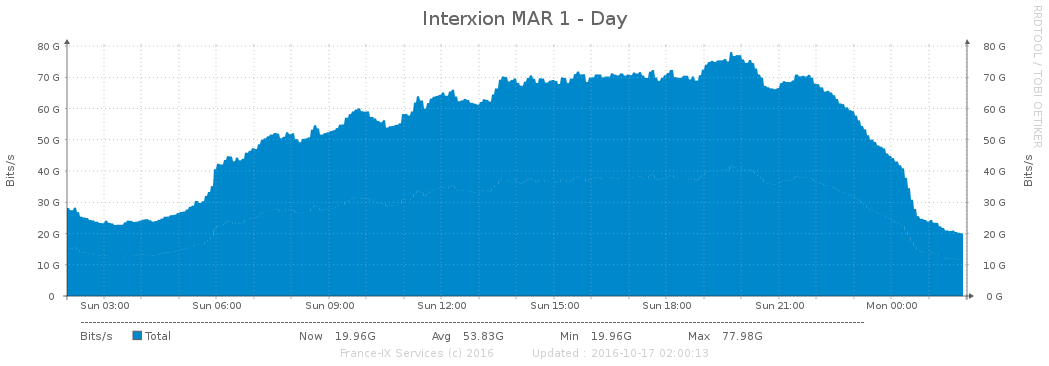 Interxion MAR 1 - Day
RRDTOOL / TOBI OETIKER
80 G 80 G
70 G 70 G
60 G 60 G
50 G 50 G
40 G 40 G
30 G 30 G
20 G 20 G
10 G 10 G
0 0 G
Bits/s
Bits/s
Sun 03:00 Sun 06:00 Sun 09:00 Sun 12:00 Sun 15:00 Sun 18:00 Sun 21:00 Mon 00:00
Bits/s Total Now 19.96G Avg 53.83G Min 19.96G Max 77.98G
France-IX Services (c) 2016 Updated : 2016-10-17 02:00:13